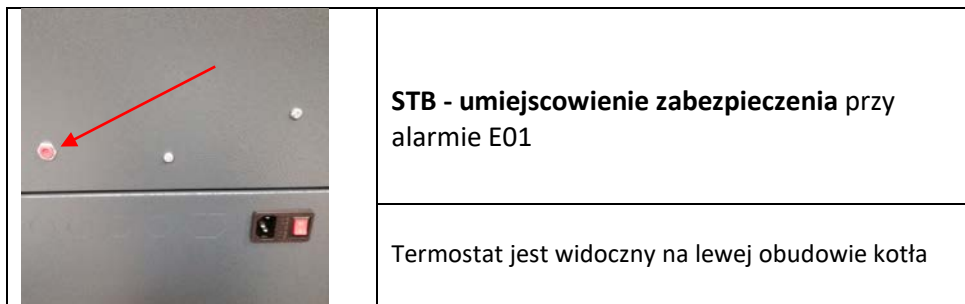 STB - umiejscowienie zabezpieczenia przy
alarmie E01
Termostat jest widoczny na lewej obudowie kotła